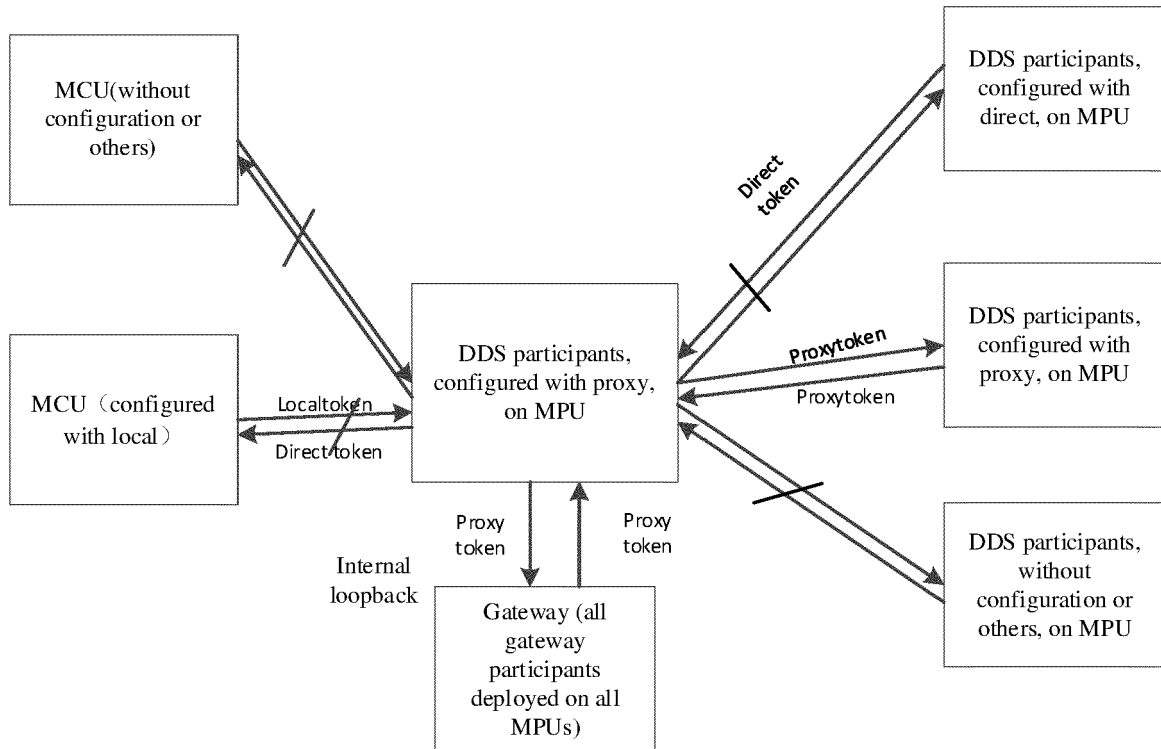 MCU(without
configuration or
others)
DDS participants,
configured with
direct, on MPU
Direct
token
DDS participants,
configured with proxy,
on MPU
Proxytoken
Proxytoken
DDS participants,
configured with
proxy, on MPU
MCU（configured
with local）
Localtoken
Direct token
Proxy
token
Proxy
token
Internal
loopback
DDS participants,
without
configuration or
others, on MPU
Gateway (all
gateway
participants
deployed on all
MPUs)